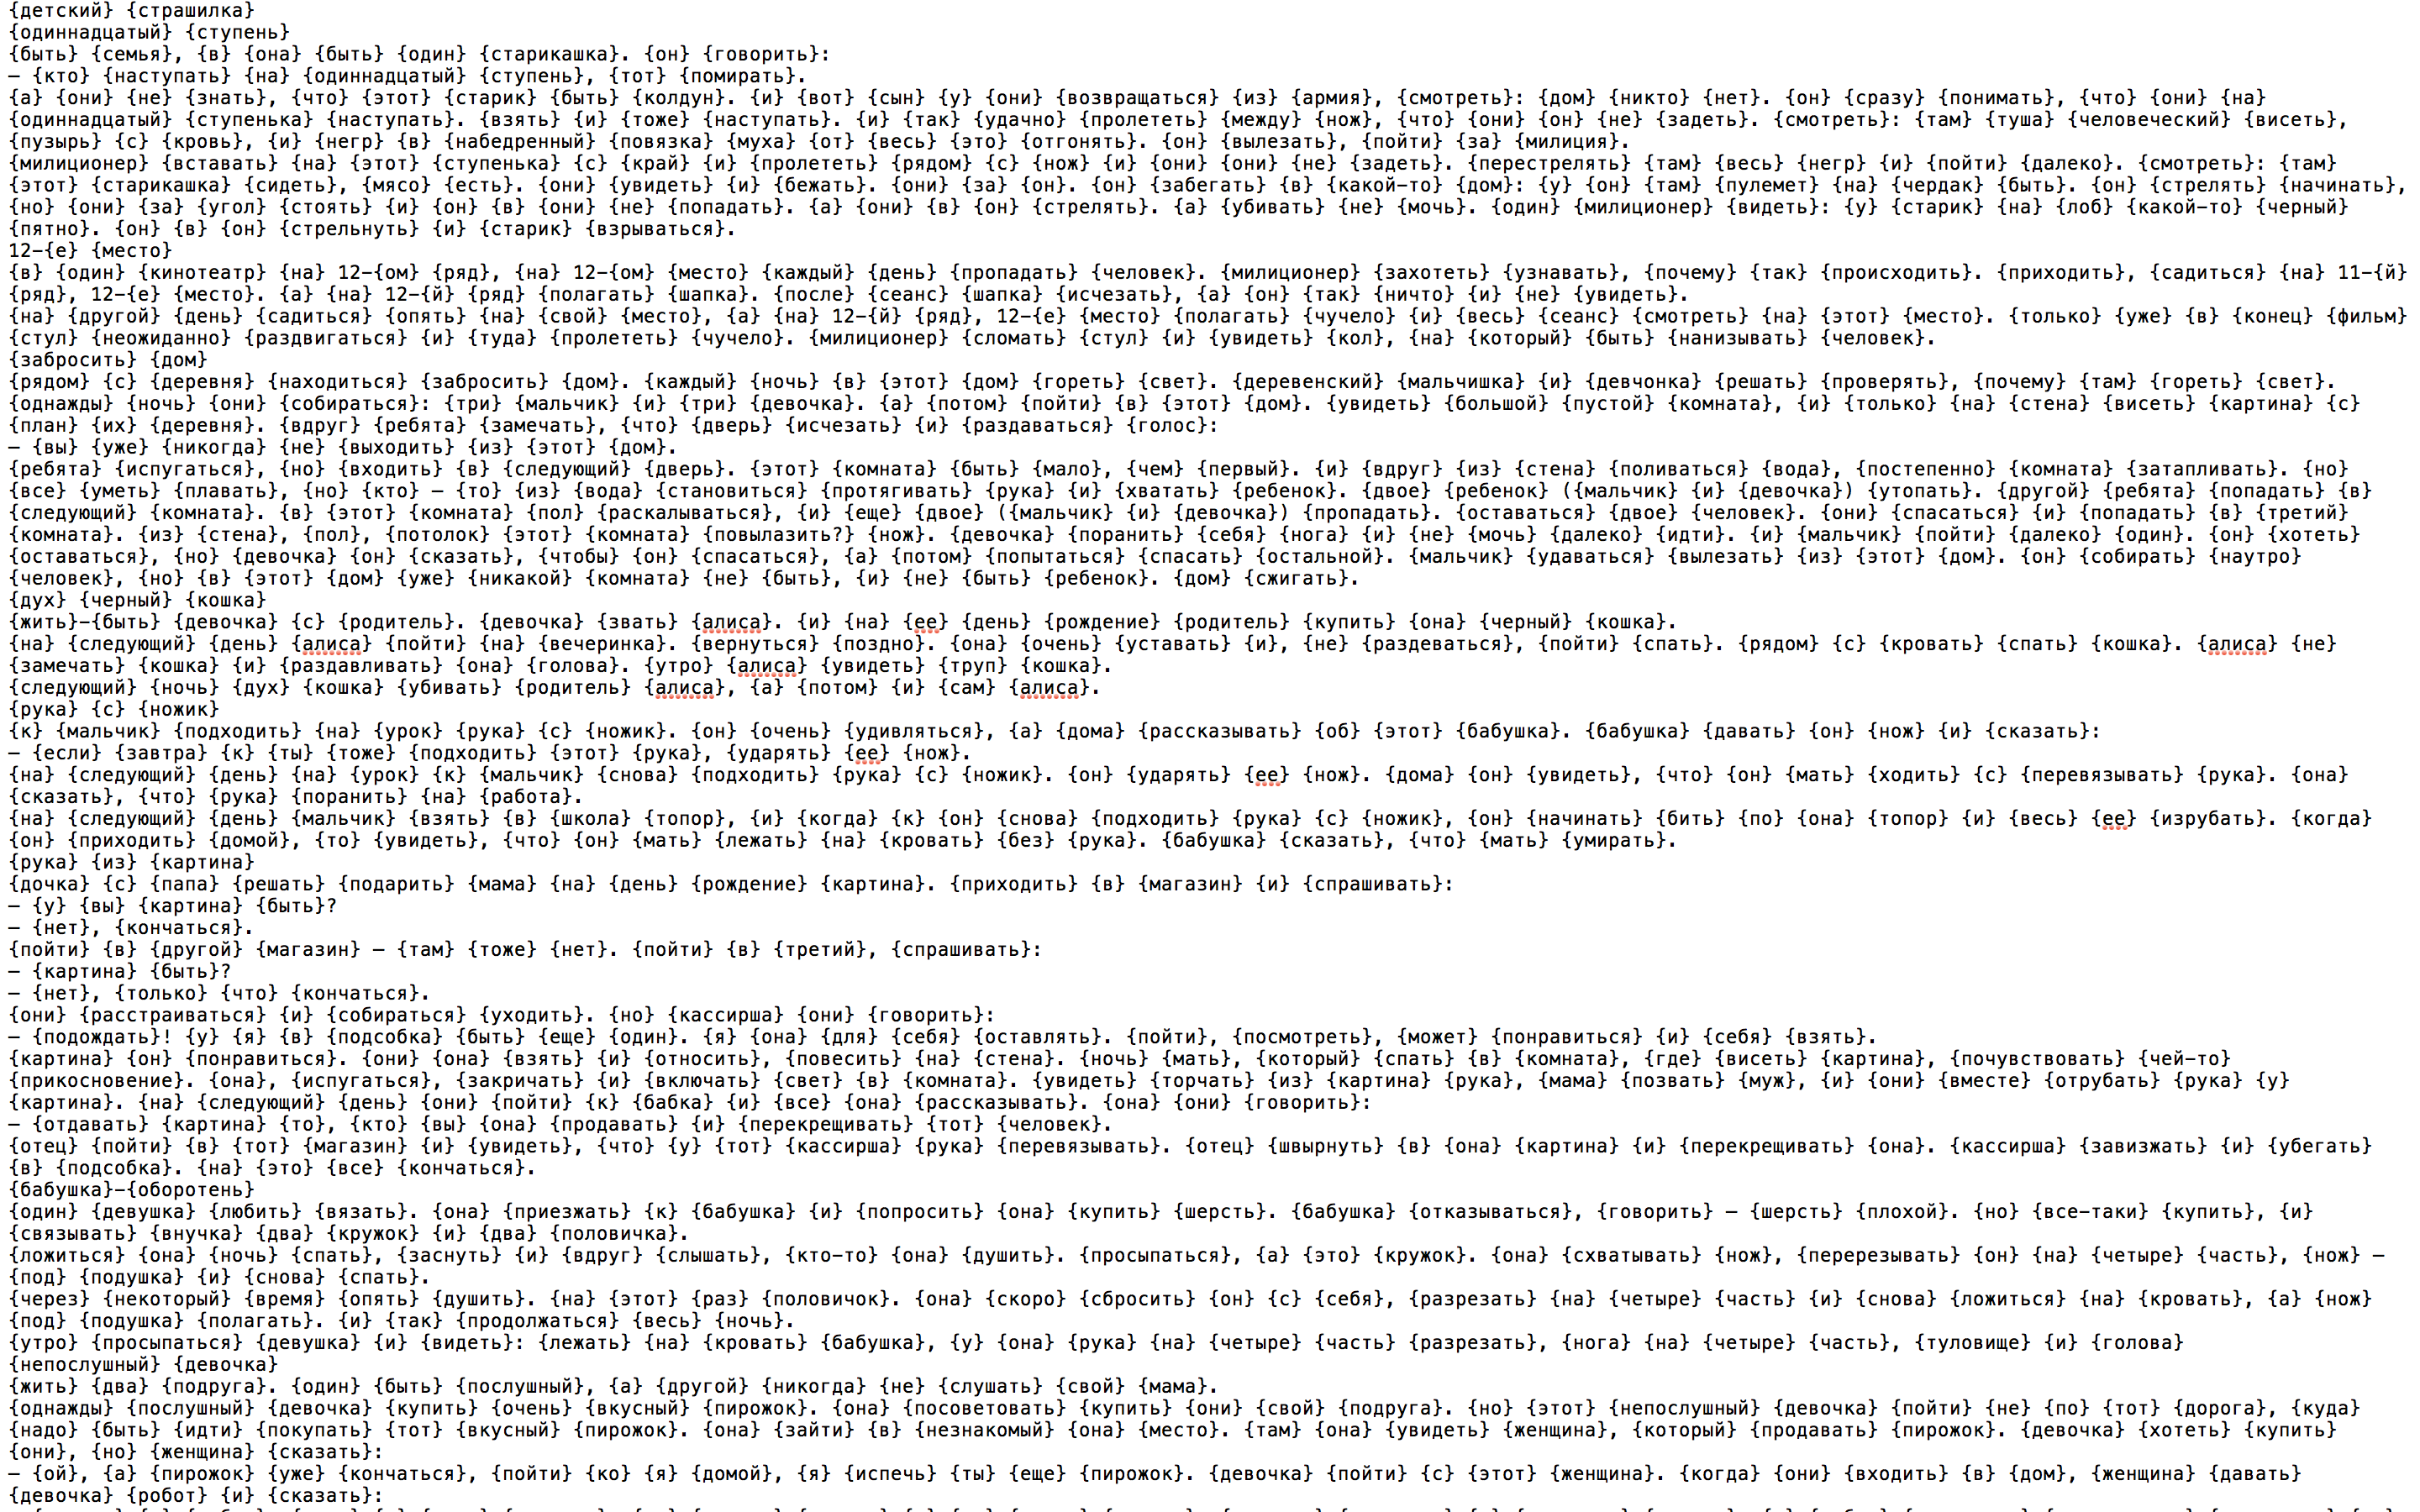 {детский} {страшилка}
{одиннадцатый} {ступень}
{быть} {семья}, {в} {она} {быть} {один} {старикашка}. {он} {говорить}:
— {кто} {наступать} {на} {одиннадцатый} {ступень}, {тот} {помирать}.
{а} {они} {не} {знать}, {что} {этот} {старик} {быть} {колдун}. {и} {вот} {сын} {у} {они} {возвращаться} {из} {армия}, {смотреть}: {дом} {никто} {нет}. {он} {сразу} {понимать}, {что} {они} {на}
{одиннадцатый} {ступенька} {наступать}. {взять} {и} {тоже} {наступать}. {и} {так} {удачно} {пролететь} {между} {нож}, {что} {они} {он} {не} {задеть}. {смотреть}: {там} {туша} {человеческий} {висеть},
{пузырь} {с} {кровь}, {и} {негр} {в} {набедренный} {повязка} {муха} {от} {весь} {это} {отгонять}. {он} {вылезать}, {пойти} {за} {милиция}.
{милиционер} {вставать} {на} {этот} {ступенька} {с} {край} {и} {пролететь} {рядом} {с} {нож} {и} {они} {они} {не} {задеть}. {перестрелять} {там} {весь} {негр} {и} {пойти} {далеко}. {смотреть}: {там}
{этот} {старикашка} {сидеть}, {мясо} {есть}. {они} {увидеть} {и} {бежать}. {они} {за} {он}. {он} {забегать} {в} {какой-то} {дом}: {у} {он} {там} {пулемет} {на} {чердак} {быть}. {он} {стрелять} {начинать},
{но} {они} {за} {угол} {стоять} {и} {он} {в} {они} {не} {попадать}. {а} {они} {в} {он} {стрелять}. {а} {убивать} {не} {мочь}. {один} {милиционер} {видеть}: {у} {старик} {на} {лоб} {какой-то} {черный}
{пятно}. {он} {в} {он} {стрельнуть} {и} {старик} {взрываться}.
12-{е} {место}
{в} {один} {кинотеатр} {на} 12-{ом} {ряд}, {на} 12-{ом} {место} {каждый} {день} {пропадать} {человек}. {милиционер} {захотеть} {узнавать}, {почему} {так} {происходить}. {приходить}, {садиться} {на} 11-{й}
{ряд}, 12-{е} {место}. {а} {на} 12-{й} {ряд} {полагать} {шапка}. {после} {сеанс} {шапка} {исчезать}, {а} {он} {так} {ничто} {и} {не} {увидеть}.
{на} {другой} {день} {садиться} {опять} {на} {свой} {место}, {а} {на} 12-{й} {ряд}, 12-{е} {место} {полагать} {чучело} {и} {весь} {сеанс} {смотреть} {на} {этот} {место}. {только} {уже} {в} {конец} {фильм}
{стул} {неожиданно} {раздвигаться} {и} {туда} {пролететь} {чучело}. {милиционер} {сломать} {стул} {и} {увидеть} {кол}, {на} {который} {быть} {нанизывать} {человек}.
{забросить} {дом}
{рядом} {с} {деревня} {находиться} {забросить} {дом}. {каждый} {ночь} {в} {этот} {дом} {гореть} {свет}. {деревенский} {мальчишка} {и} {девчонка} {решать} {проверять}, {почему} {там} {гореть} {свет}.
{однажды} {ночь} {они} {собираться}: {три} {мальчик} {и} {три} {девочка}. {а} {потом} {пойти} {в} {этот} {дом}. {увидеть} {большой} {пустой} {комната}, {и} {только} {на} {стена} {висеть} {картина} {с}
{план} {их} {деревня}. {вдруг} {ребята} {замечать}, {что} {дверь} {исчезать} {и} {раздаваться} {голос}:
— {вы} {уже} {никогда} {не} {выходить} {из} {этот} {дом}.
{ребята} {испугаться}, {но} {входить} {в} {следующий} {дверь}. {этот} {комната} {быть} {мало}, {чем} {первый}. {и} {вдруг} {из} {стена} {поливаться} {вода}, {постепенно} {комната} {затапливать}. {но}
{все} {уметь} {плавать}, {но} {кто} — {то} {из} {вода} {становиться} {протягивать} {рука} {и} {хватать} {ребенок}. {двое} {ребенок} ({мальчик} {и} {девочка}) {утопать}. {другой} {ребята} {попадать} {в}
{следующий} {комната}. {в} {этот} {комната} {пол} {раскалываться}, {и} {еще} {двое} ({мальчик} {и} {девочка}) {пропадать}. {оставаться} {двое} {человек}. {они} {спасаться} {и} {попадать} {в} {третий}
{комната}. {из} {стена}, {пол}, {потолок} {этот} {комната} {повылазить?} {нож}. {девочка} {поранить} {себя} {нога} {и} {не} {мочь} {далеко} {идти}. {и} {мальчик} {пойти} {далеко} {один}. {он} {хотеть}
{оставаться}, {но} {девочка} {он} {сказать}, {чтобы} {он} {спасаться}, {а} {потом} {попытаться} {спасать} {остальной}. {мальчик} {удаваться} {вылезать} {из} {этот} {дом}. {он} {собирать} {наутро}
{человек}, {но} {в} {этот} {дом} {уже} {никакой} {комната} {не} {быть}, {и} {не} {быть} {ребенок}. {дом} {сжигать}.
{дух} {черный} {кошка}
{жить}-{быть} {девочка} {с} {родитель}. {девочка} {звать} {алиса}. {и} {на} {ее} {день} {рождение} {родитель} {купить} {она} {черный} {кошка}.
{на} {следующий} {день} {алиса} {пойти} {на} {вечеринка}. {вернуться} {поздно}. {она} {очень} {уставать} {и}, {не} {раздеваться}, {пойти} {спать}. {рядом} {с} {кровать} {спать} {кошка}. {алиса} {не}
{замечать} {кошка} {и} {раздавливать} {она} {голова}. {утро} {алиса} {увидеть} {труп} {кошка}.
{следующий} {ночь} {дух} {кошка} {убивать} {родитель} {алиса}, {а} {потом} {и} {сам} {алиса}.
{рука} {с} {ножик}
{к} {мальчик} {подходить} {на} {урок} {рука} {с} {ножик}. {он} {очень} {удивляться}, {а} {дома} {рассказывать} {об} {этот} {бабушка}. {бабушка} {давать} {он} {нож} {и} {сказать}:
— {если} {завтра} {к} {ты} {тоже} {подходить} {этот} {рука}, {ударять} {ее} {нож}.
{на} {следующий} {день} {на} {урок} {к} {мальчик} {снова} {подходить} {рука} {с} {ножик}. {он} {ударять} {ее} {нож}. {дома} {он} {увидеть}, {что} {он} {мать} {ходить} {с} {перевязывать} {рука}. {она}
{сказать}, {что} {рука} {поранить} {на} {работа}.
{на} {следующий} {день} {мальчик} {взять} {в} {школа} {топор}, {и} {когда} {к} {он} {снова} {подходить} {рука} {с} {ножик}, {он} {начинать} {бить} {по} {она} {топор} {и} {весь} {ее} {изрубать}. {когда}
{он} {приходить} {домой}, {то} {увидеть}, {что} {он} {мать} {лежать} {на} {кровать} {без} {рука}. {бабушка} {сказать}, {что} {мать} {умирать}.
{рука} {из} {картина}
{дочка} {с} {папа} {решать} {подарить} {мама} {на} {день} {рождение} {картина}. {приходить} {в} {магазин} {и} {спрашивать}:
— {у} {вы} {картина} {быть}?
— {нет}, {кончаться}.
{пойти} {в} {другой} {магазин} — {там} {тоже} {нет}. {пойти} {в} {третий}, {спрашивать}:
— {картина} {быть}?
— {нет}, {только} {что} {кончаться}.
{они} {расстраиваться} {и} {собираться} {уходить}. {но} {кассирша} {они} {говорить}:
— {подождать}! {у} {я} {в} {подсобка} {быть} {еще} {один}. {я} {она} {для} {себя} {оставлять}. {пойти}, {посмотреть}, {может} {понравиться} {и} {себя} {взять}.
{картина} {он} {понравиться}. {они} {она} {взять} {и} {относить}, {повесить} {на} {стена}. {ночь} {мать}, {который} {спать} {в} {комната}, {где} {висеть} {картина}, {почувствовать} {чей-то}
{прикосновение}. {она}, {испугаться}, {закричать} {и} {включать} {свет} {в} {комната}. {увидеть} {торчать} {из} {картина} {рука}, {мама} {позвать} {муж}, {и} {они} {вместе} {отрубать} {рука} {у}
{картина}. {на} {следующий} {день} {они} {пойти} {к} {бабка} {и} {все} {она} {рассказывать}. {она} {они} {говорить}:
— {отдавать} {картина} {то}, {кто} {вы} {она} {продавать} {и} {перекрещивать} {тот} {человек}.
{отец} {пойти} {в} {тот} {магазин} {и} {увидеть}, {что} {у} {тот} {кассирша} {рука} {перевязывать}. {отец} {швырнуть} {в} {она} {картина} {и} {перекрещивать} {она}. {кассирша} {завизжать} {и} {убегать}
{в} {подсобка}. {на} {это} {все} {кончаться}.
{бабушка}-{оборотень}
{один} {девушка} {любить} {вязать}. {она} {приезжать} {к} {бабушка} {и} {попросить} {она} {купить} {шерсть}. {бабушка} {отказываться}, {говорить} — {шерсть} {плохой}. {но} {все-таки} {купить}, {и}
{связывать} {внучка} {два} {кружок} {и} {два} {половичка}.
{ложиться} {она} {ночь} {спать}, {заснуть} {и} {вдруг} {слышать}, {кто-то} {она} {душить}. {просыпаться}, {а} {это} {кружок}. {она} {схватывать} {нож}, {перерезывать} {он} {на} {четыре} {часть}, {нож} —
{под} {подушка} {и} {снова} {спать}.
{через} {некоторый} {время} {опять} {душить}. {на} {этот} {раз} {половичок}. {она} {скоро} {сбросить} {он} {с} {себя}, {разрезать} {на} {четыре} {часть} {и} {снова} {ложиться} {на} {кровать}, {а} {нож}
{под} {подушка} {полагать}. {и} {так} {продолжаться} {весь} {ночь}.
{утро} {просыпаться} {девушка} {и} {видеть}: {лежать} {на} {кровать} {бабушка}, {у} {она} {рука} {на} {четыре} {часть} {разрезать}, {нога} {на} {четыре} {часть}, {туловище} {и} {голова}
{непослушный} {девочка}
{жить} {два} {подруга}. {один} {быть} {послушный}, {а} {другой} {никогда} {не} {слушать} {свой} {мама}.
{однажды} {послушный} {девочка} {купить} {очень} {вкусный} {пирожок}. {она} {посоветовать} {купить} {они} {свой} {подруга}. {но} {этот} {непослушный} {девочка} {пойти} {не} {по} {тот} {дорога}, {куда}
{надо} {быть} {идти} {покупать} {тот} {вкусный} {пирожок}. {она} {зайти} {в} {незнакомый} {она} {место}. {там} {она} {увидеть} {женщина}, {который} {продавать} {пирожок}. {девочка} {хотеть} {купить}
{они}, {но} {женщина} {сказать}:
— {ой}, {а} {пирожок} {уже} {кончаться}, {пойти} {ко} {я} {домой}, {я} {испечь} {ты} {еще} {пирожок}. {девочка} {пойти} {с} {этот} {женщина}. {когда} {они} {входить} {в} {дом}, {женщина} {давать}
{девочка} {робот} {и} {сказать}: